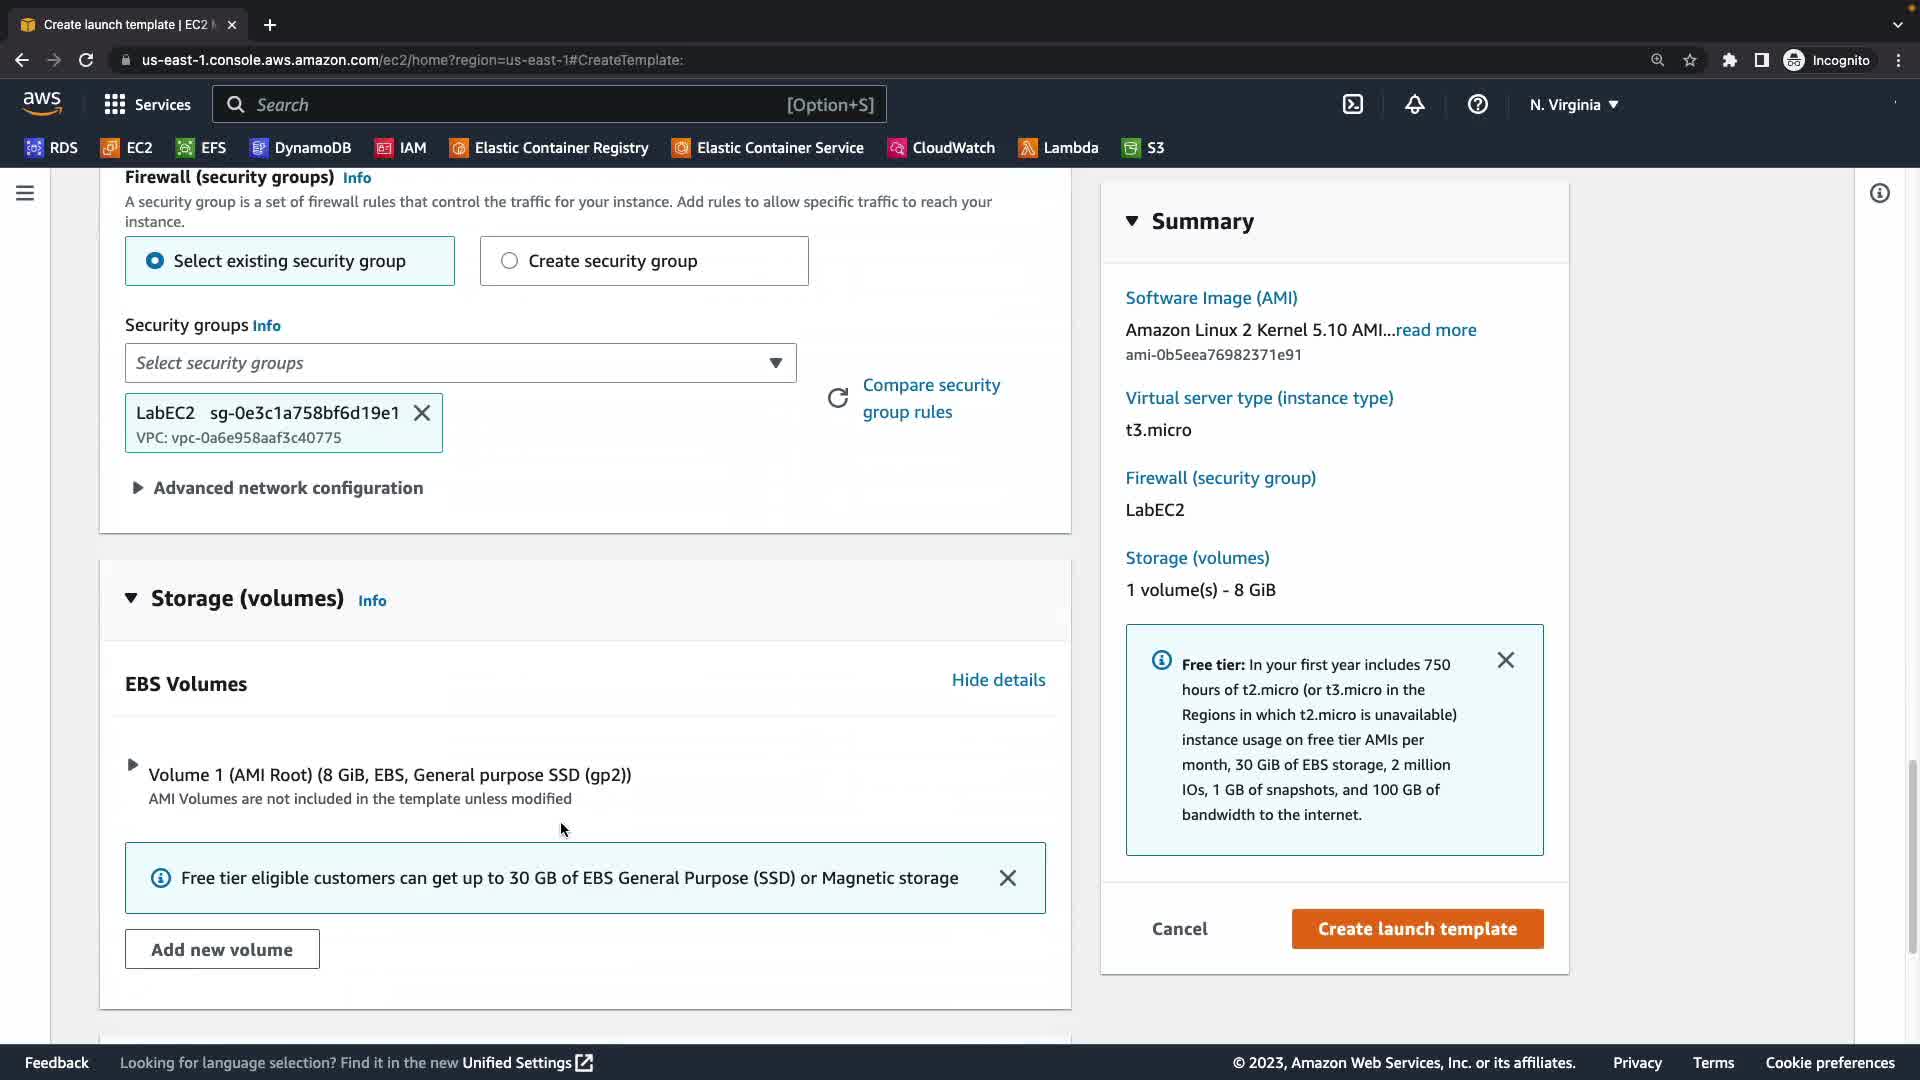 Create launch template | EC2
us-east-1.console.aws.amazon.com/ec2/home?region=us-east-1#CreateTemplate:
Incognito
aws
Services
Search
[Option+S]
N. Virginia
RDS
EC2
EFS
DynamoDB
IAM
Elastic Container Registry
Elastic Container Service
CloudWatch
Lambda
S3
Firewall (security groups) Info
A security group is a set of firewall rules that control the traffic for your instance. Add rules to allow specific traffic to reach your
instance.
Select existing security group
Create security group
Security groups Info
Select security groups
LabEC2 sg-0e3c1a758bf6d19e1
VPC: vpc-0a6e958aaf3c40775
Compare security
group rules
Advanced network configuration
Storage (volumes) Info
EBS Volumes
Hide details
Volume 1 (AMI Root) (8 GiB, EBS, General purpose SSD (gp2))
AMI Volumes are not included in the template unless modified
Free tier eligible customers can get up to 30 GB of EBS General Purpose (SSD) or Magnetic storage
Add new volume
Summary
Software Image (AMI)
Amazon Linux 2 Kernel 5.10 AMI...read more
ami-0b5eea76982371e91
Virtual server type (instance type)
t3.micro
Firewall (security group)
LabEC2
Storage (volumes)
1 volume(s) - 8 GiB
Free tier: In your first year includes 750
hours of t2.micro (or t3.micro in the
Regions in which t2.micro is unavailable)
instance usage on free tier AMIs per
month, 30 GiB of EBS storage, 2 million
IOs, 1 GB of snapshots, and 100 GB of
bandwidth to the internet.
Cancel
Create launch template
Feedback
Looking for language selection? Find it in the new Unified Settings
© 2023, Amazon Web Services, Inc. or its affiliates.
Privacy
Terms
Cookie preferences